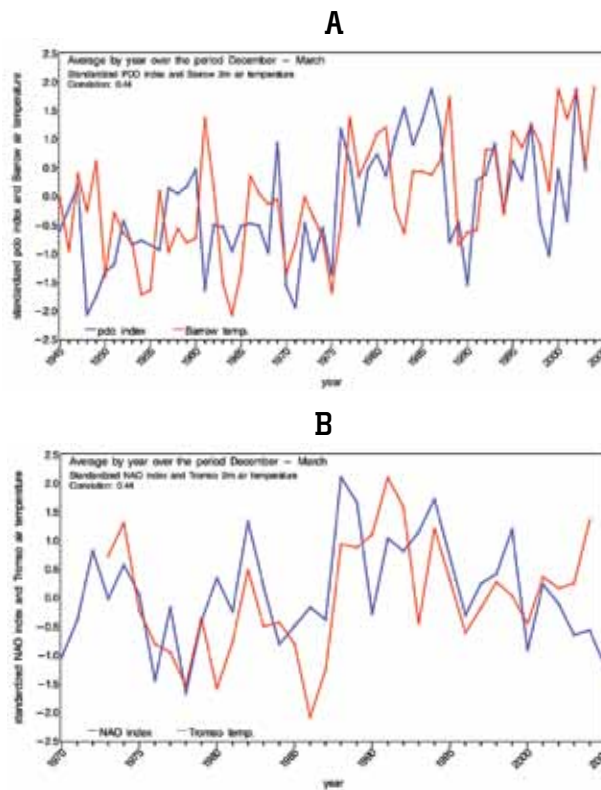 A
Average by year over the period December – March
Standardized PDO index and Barrow 2m air temperature
Correlation: 0.44
standardized pdo index and Barrow air temperature
2.5
2.0
1.5
1.0
0.5
0.0
−0.5
−1.0
−1.5
−2.0
−2.5
pdo index
Barrow temp.
1945
1950
1955
1960
1965
1970
1975
1980
1985
1990
1995
2000
year
B
Average by year over the period December – March
Standardized NAO index and Tromso 2m air temperature
Correlation: 0.44
standardized NAO index and Tromso air temperature
2.5
2.0
1.5
1.0
0.5
0.0
−0.5
−1.0
−1.5
−2.0
−2.5
NAO index
Tromso temp.
1970
1975
1980
1985
1990
1995
2000
year